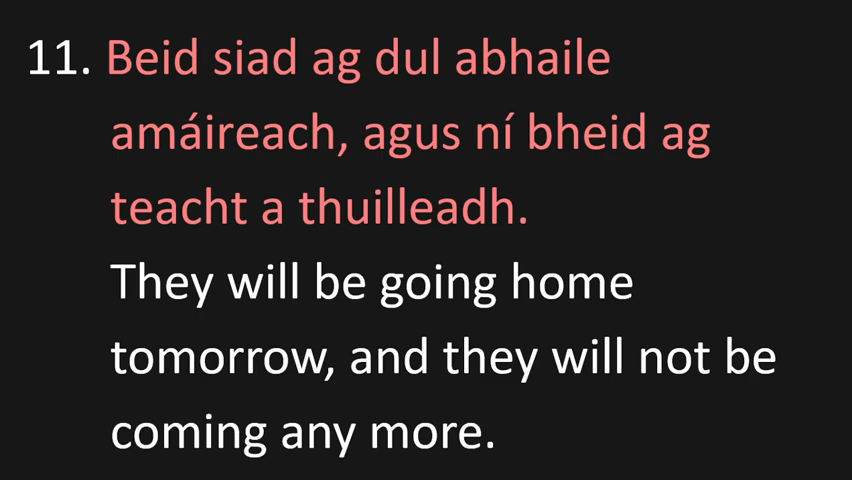 11. Beid siad ag dul abhaile
amáireach, agus ní bheid ag
teacht a thuilleadh.
They will be going home
tomorrow, and they will not be
coming any more.